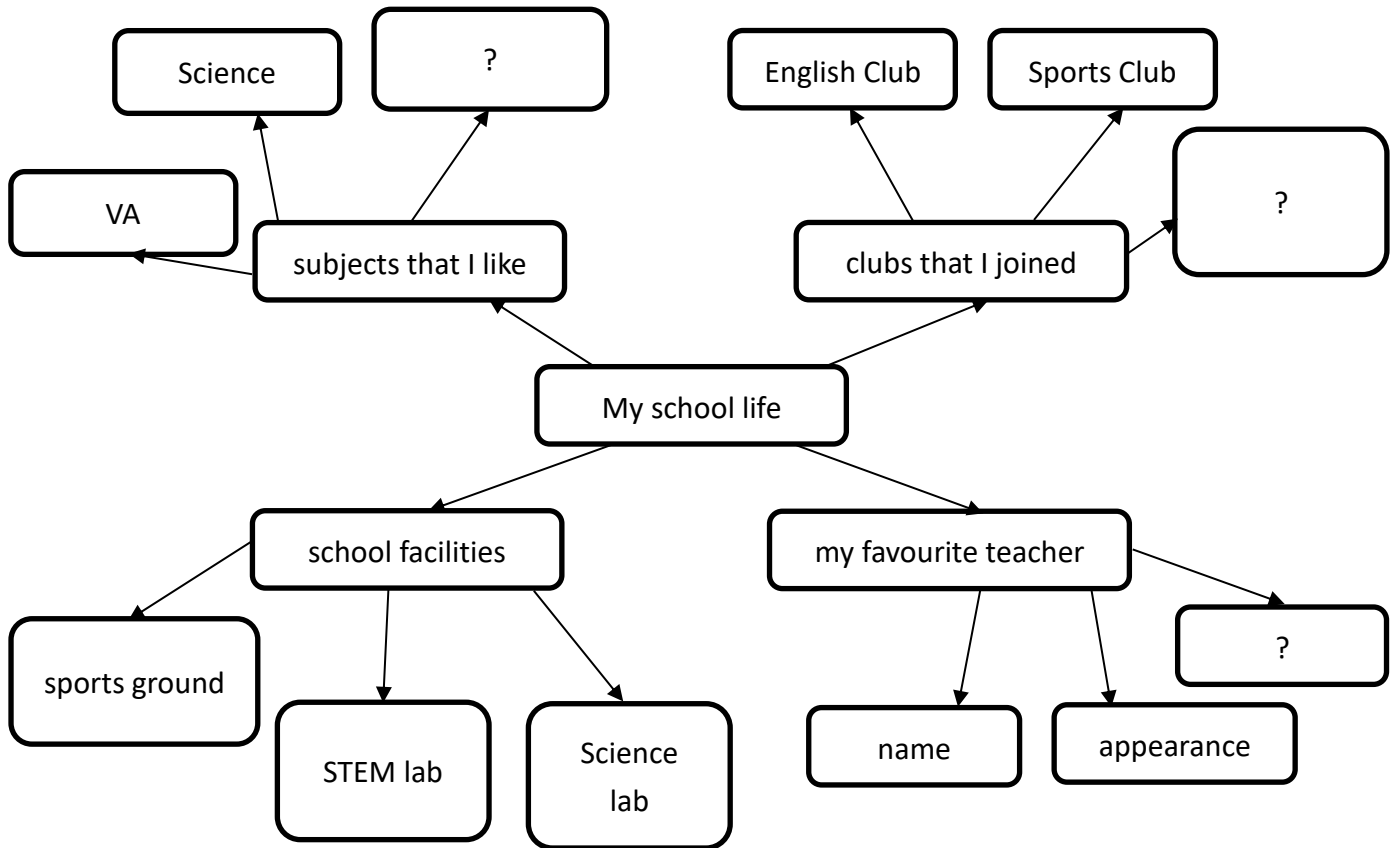 Science
?
English Club
Sports Club
VA
?
subjects that I like
clubs that I joined
My school life
school facilities
my favourite teacher
sports ground
?
STEM lab
Science
lab
name
appearance